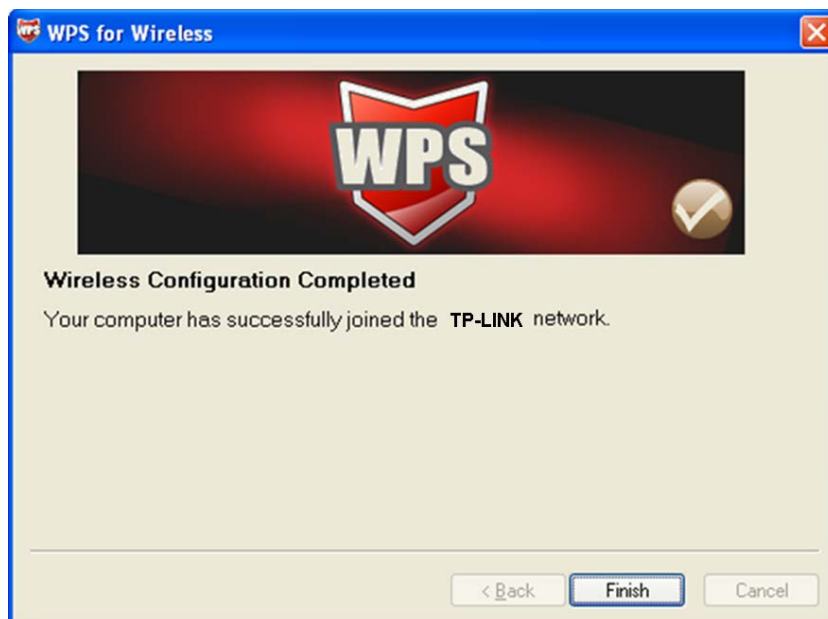 WPS for Wireless
WPS
Wireless Configuration Completed
Your computer has successfully joined the TP-LINK network.
< Back Finish Cancel